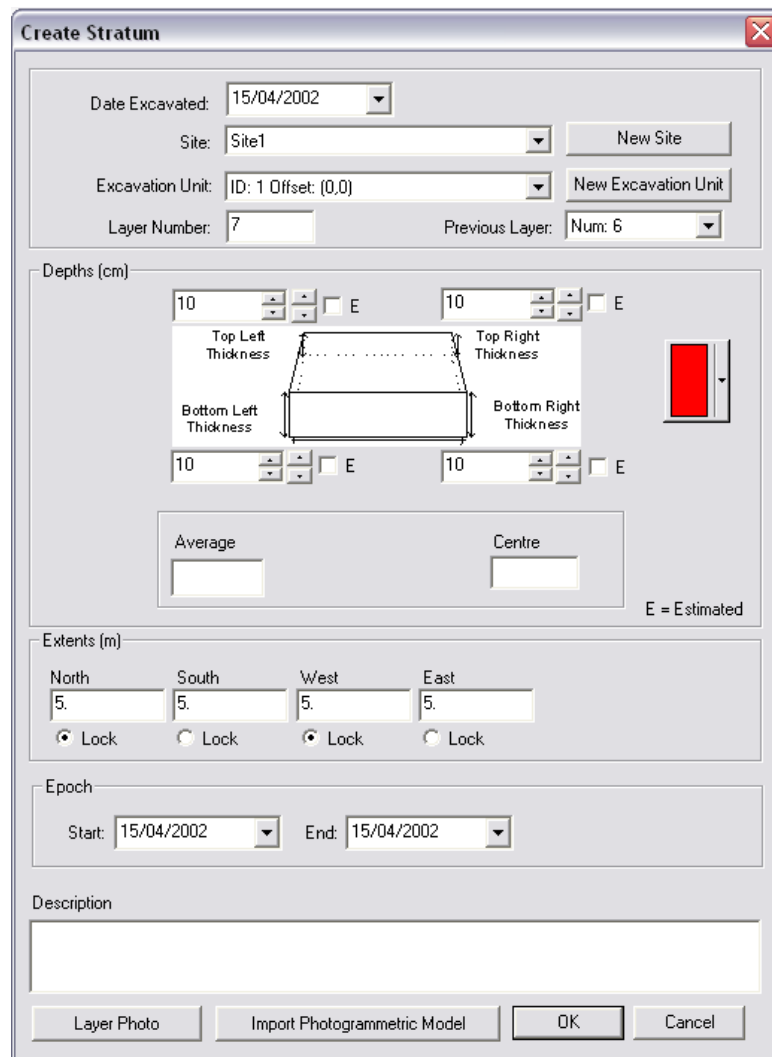 Create Stratum
Date Excavated: 15/04/2002
Site: Site1 New Site
Excavation Unit: ID: 1 Offset: (0,0) New Excavation Unit
Layer Number: 7 Previous Layer: Num: 6
Depths (cm)
10 E 10 E
Top Left Top Right
Thickness Thickness
Bottom Left Bottom Right
Thickness Thickness
10 E 10 E
Average Centre
E = Estimated
Extents (m)
North South West East
5. 5. 5. 5.
Lock Lock Lock Lock
Epoch
Start: 15/04/2002 End: 15/04/2002
Description
Layer Photo Import Photogrammetric Model OK Cancel